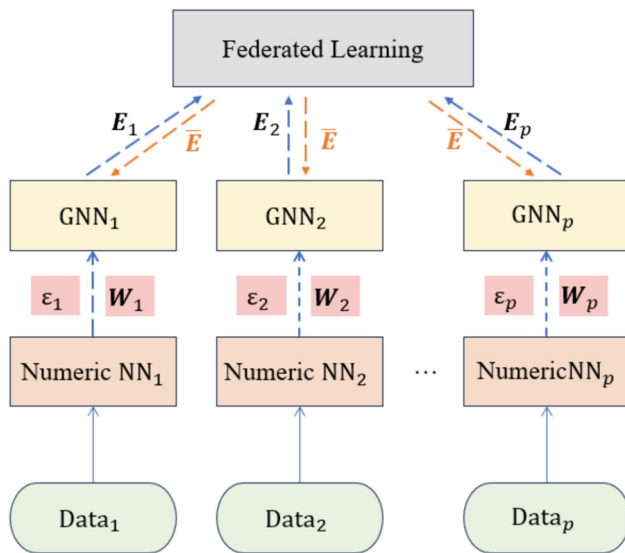 Federated Learning
E₁ Ē E₂ Ē Ē Eₚ
GNN₁ GNN₂ GNNₚ
ε₁ W₁ ε₂ W₂ εₚ Wₚ
Numeric NN₁ Numeric NN₂ ... NumericNNₚ
Data₁ Data₂ Dataₚ